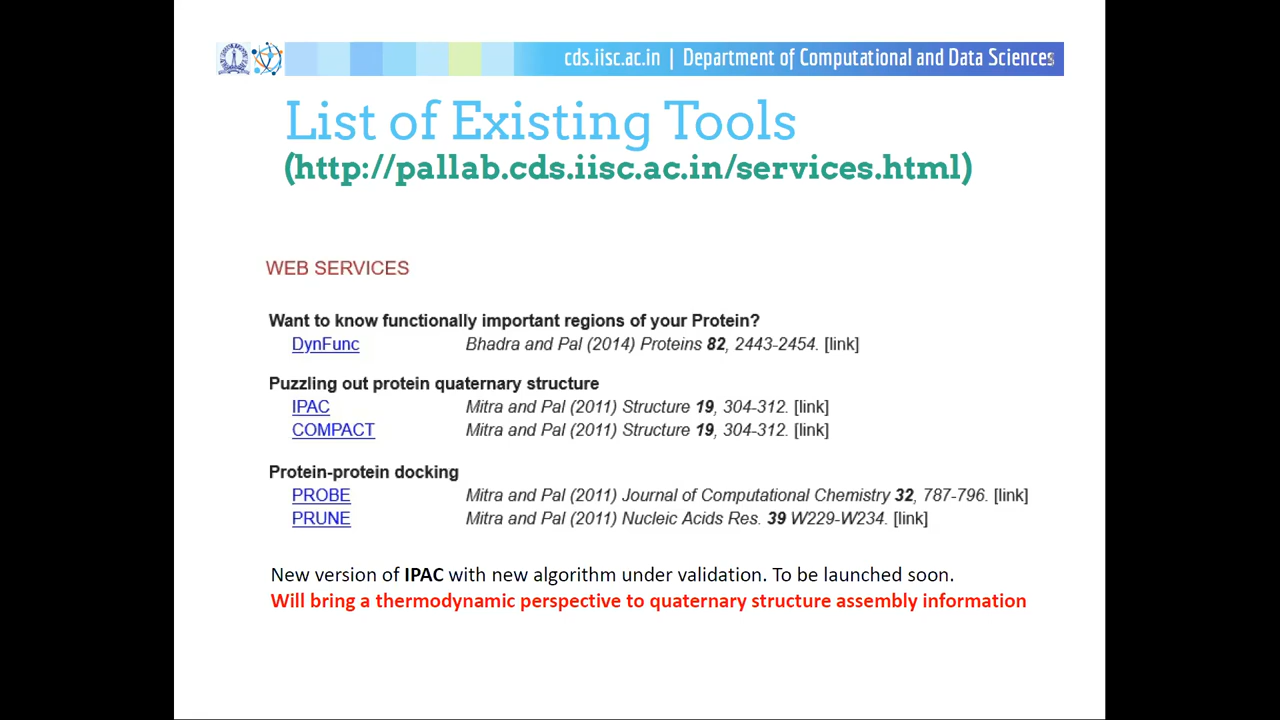 cds.iisc.ac.in | Department of Computational and Data Sciences
List of Existing Tools
(http://pallab.cds.iisc.ac.in/services.html)
WEB SERVICES
Want to know functionally important regions of your Protein?
DynFunc Bhadra and Pal (2014) Proteins 82, 2443-2454. [link]
Puzzling out protein quaternary structure
IPAC Mitra and Pal (2011) Structure 19, 304-312. [link]
COMPACT Mitra and Pal (2011) Structure 19, 304-312. [link]
Protein-protein docking
PROBE Mitra and Pal (2011) Journal of Computational Chemistry 32, 787-796. [link]
PRUNE Mitra and Pal (2011) Nucleic Acids Res. 39 W229-W234. [link]
New version of IPAC with new algorithm under validation. To be launched soon.
Will bring a thermodynamic perspective to quaternary structure assembly information